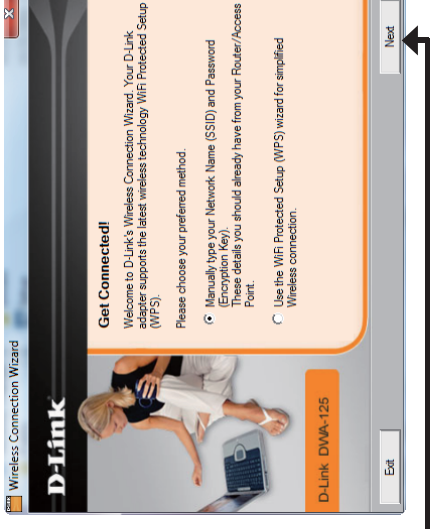 Wireless Connection Wizard
D-Link
Get Connected!
Welcome to D-Link's Wireless Connection Wizard. Your D-Link
adapter supports the latest wireless technology WiFi Protected Setup
(WPS).
Please choose your preferred method.
Manually type your Network Name (SSID) and Password
(Encryption Key).
These details you should already have from your Router/Access
Point.
Use the WiFi Protected Setup (WPS) wizard for simplified
Wireless connection.
D-Link DWA-125
Exit
Next